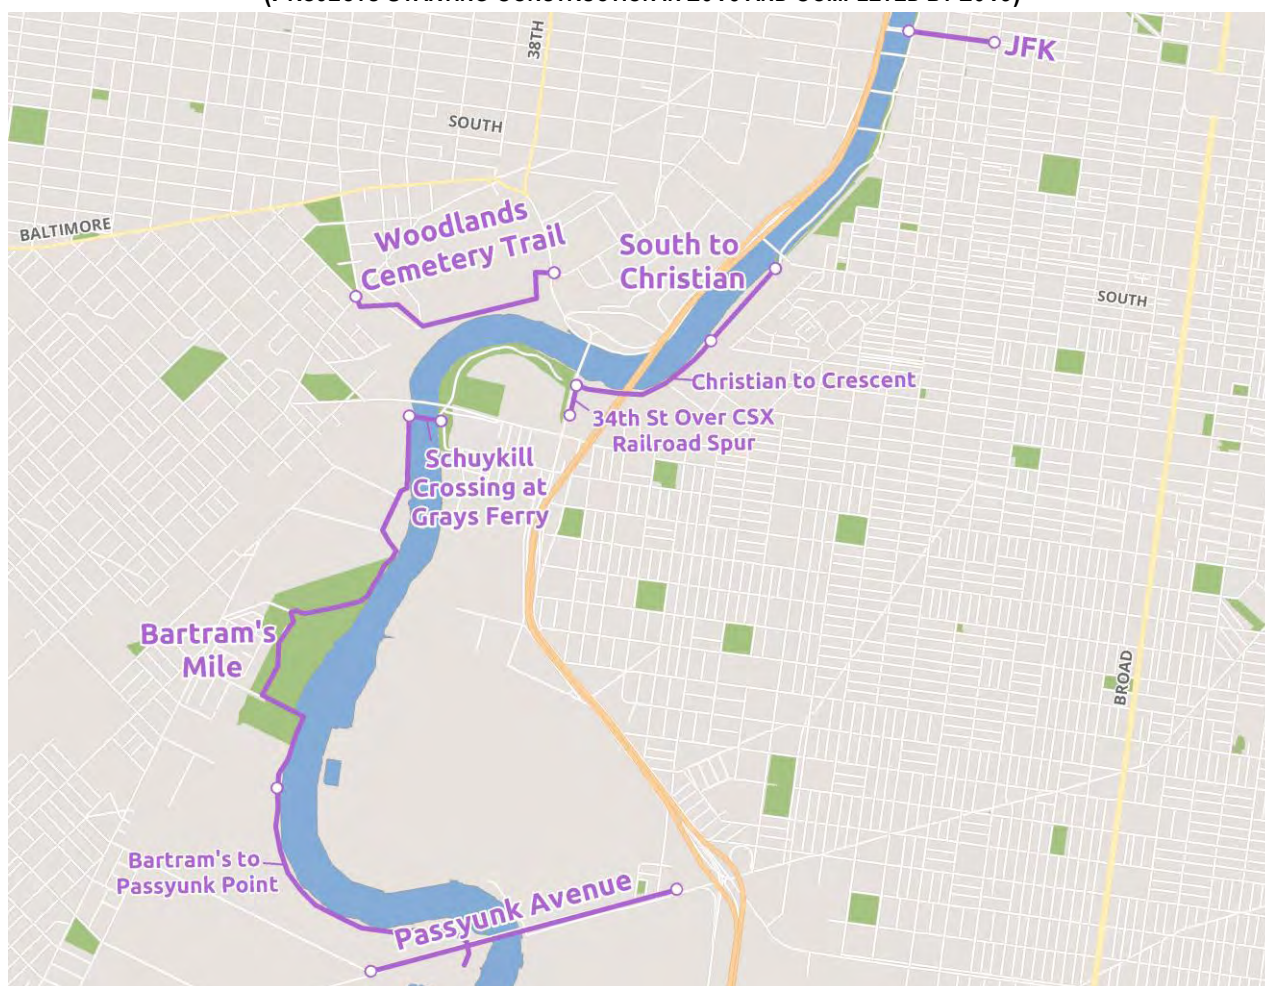 38TH
JFK
SOUTH
BALTIMORE
Woodlands
Cemetery Trail
South to
Christian
SOUTH
Christian to Crescent
34th St Over CSX
Railroad Spur
Schuykill
Crossing at
Grays Ferry
Bartram's
Mile
BROAD
Bartram's to
Passyunk Point
Passyunk Avenue